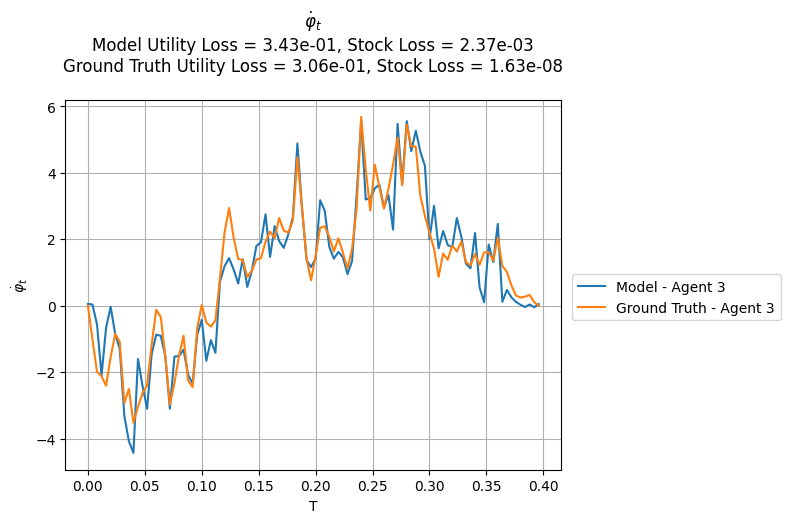 φ̇ₜ
Model Utility Loss = 3.43e-01, Stock Loss = 2.37e-03
Ground Truth Utility Loss = 3.06e-01, Stock Loss = 1.63e-08
6
4
2
0
−2
−4
φ̇ₜ
0.00 0.05 0.10 0.15 0.20 0.25 0.30 0.35 0.40
T
Model - Agent 3
Ground Truth - Agent 3